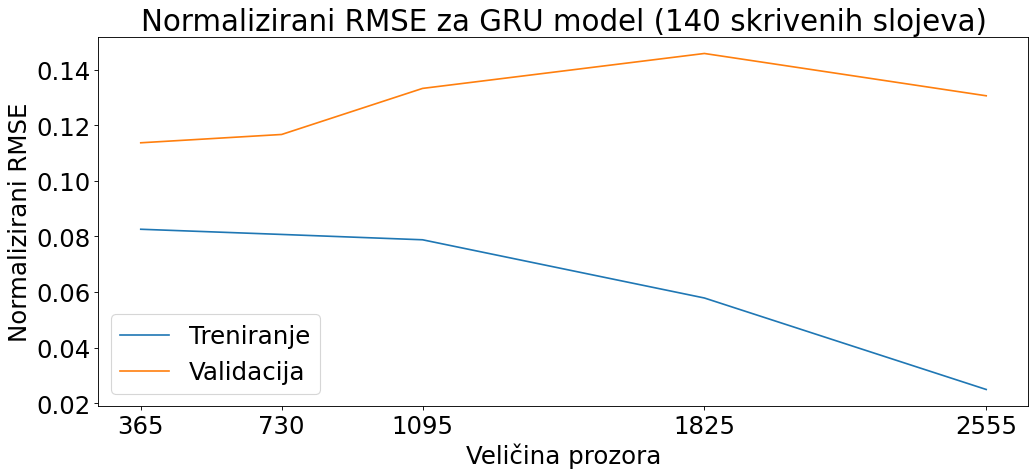 Normalizirani RMSE za GRU model (140 skrivenih slojeva)
Normalizirani RMSE
0.14
0.12
0.10
0.08
0.06
0.04
0.02
Treniranje
Validacija
365 730 1095 1825 2555
Veličina prozora